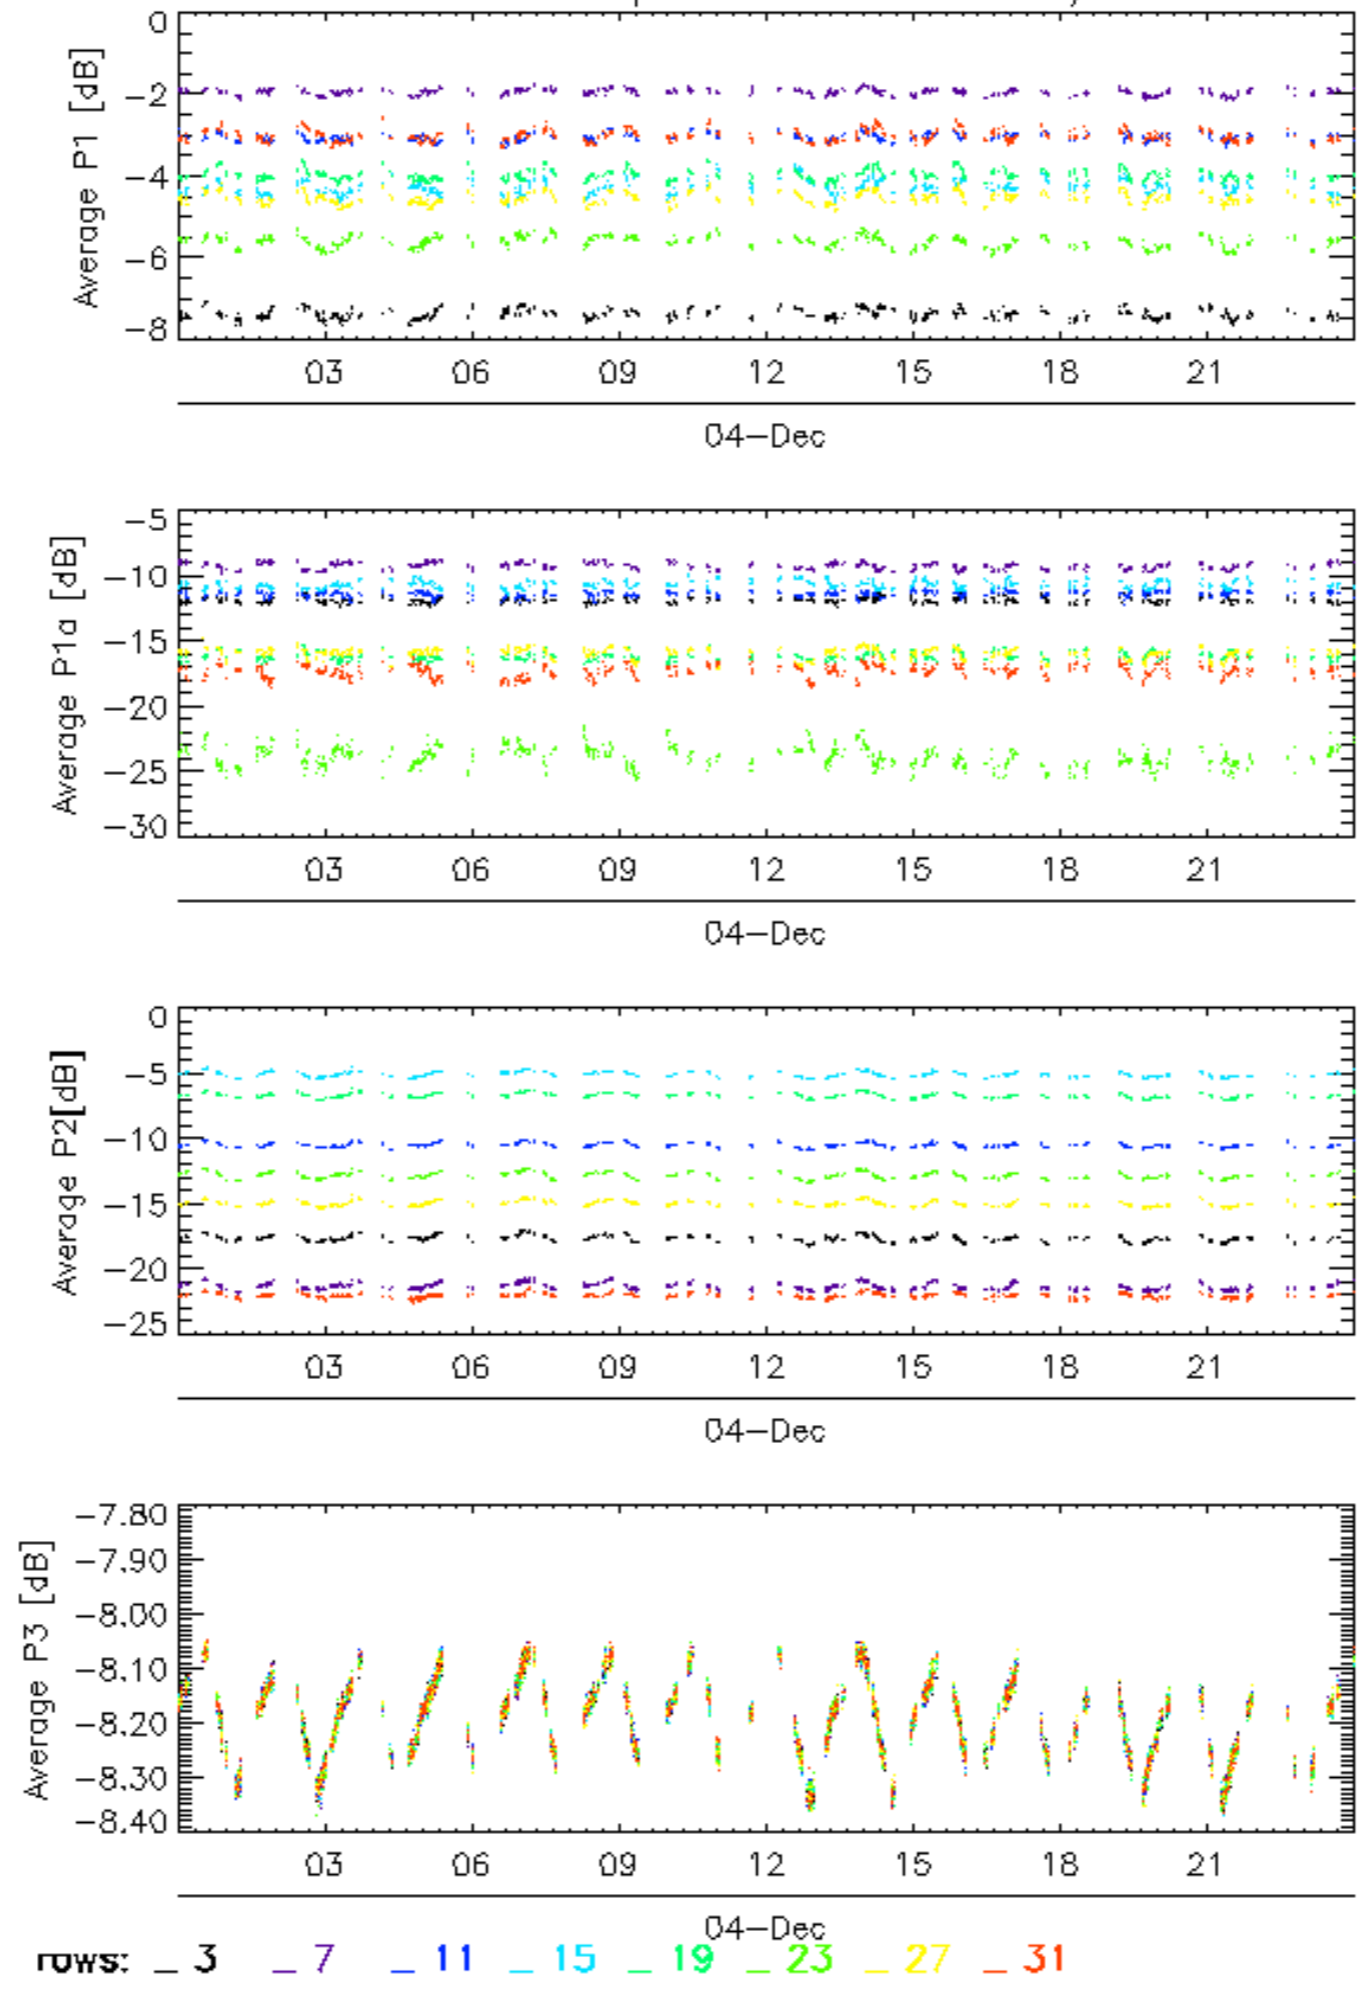 0
−2
−4
−6
−8
Average P1 [dB]
03 06 09 12 15 18 21
04−Dec
−5
−10
−15
−20
−25
−30
Average P1a [dB]
03 06 09 12 15 18 21
04−Dec
0
−5
−10
−15
−20
−25
Average P2[dB]
03 06 09 12 15 18 21
04−Dec
−7.80
−7.90
−8.00
−8.10
−8.20
−8.30
−8.40
Average P3 [dB]
03 06 09 12 15 18 21
04−Dec
rows: _ 3 _ 7 _ 11 _ 15 _ 19 _ 23 _ 27 _ 31